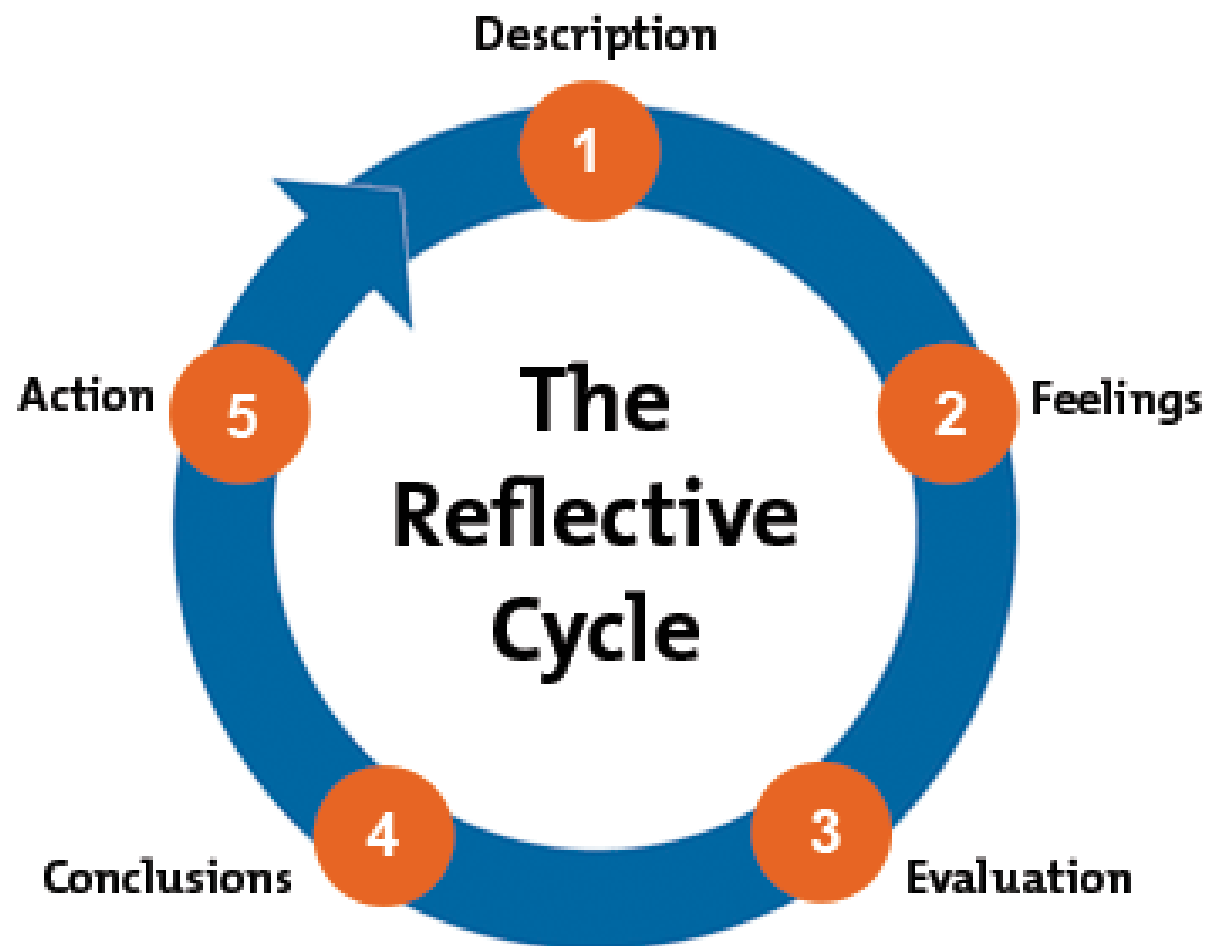 Description
1
The
Reflective
Cycle
2
Feelings
3
Evaluation
4
Conclusions
5
Action